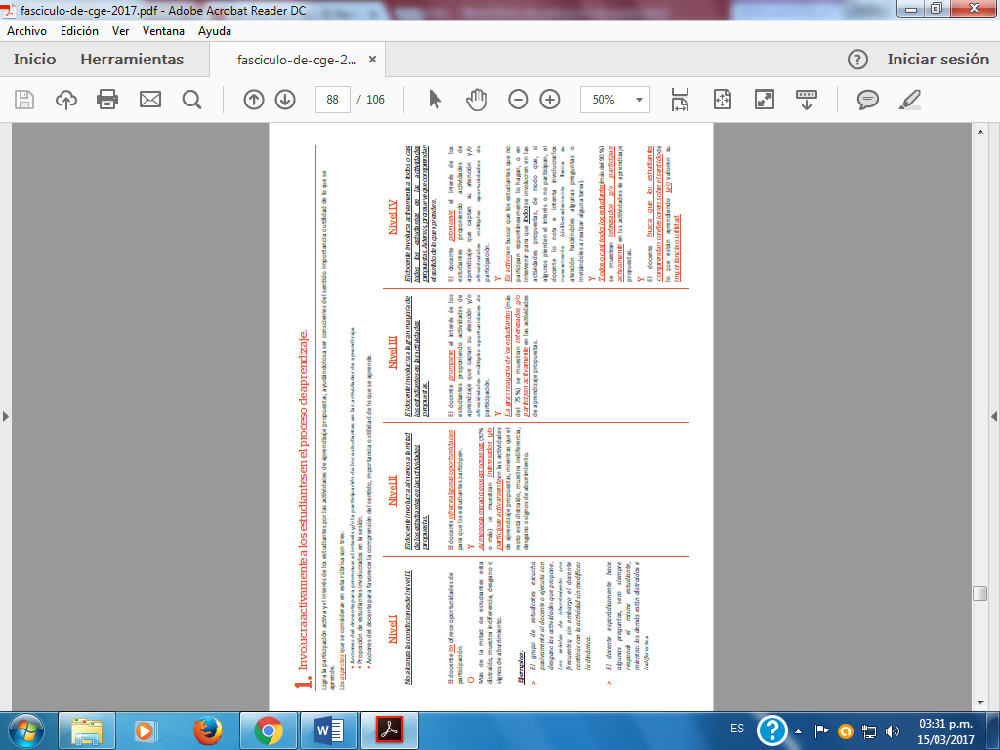 fasciculo-de-cge-2017.pdf - Adobe Acrobat Reader DC
Archivo Edición Ver Ventana Ayuda
Inicio Herramientas fasciculo-de-cge-2... × ? Iniciar sesión
88 / 106 50%
1. Involucra activamente a los estudiantes en el proceso de aprendizaje.
Logra la participación activa y el interés de los estudiantes por las actividades de aprendizaje propuestas, ayudándolos a ser conscientes del sentido, importancia o utilidad de lo que se
aprende.
Los aspectos que se consideran en esta rúbrica son tres:
• Acciones del docente para promover el interés y/o la participación de los estudiantes en las actividades de aprendizaje.
• Proporción de estudiantes involucrados en la sesión.
• Acciones del docente para favorecer la comprensión del sentido, importancia o utilidad de lo que se aprende.
Nivel I
No alcanza las condiciones de Nivel II.
El docente no ofrece oportunidades de
participación.
O
Más de la mitad de estudiantes está
distraído, muestra indiferencia, desgano o
signos de aburrimiento.
Ejemplos:
> El grupo de estudiantes escucha
pasivamente al docente o ejecuta con
desgano las actividades que propone.
Las señales de aburrimiento son
frecuentes; sin embargo el docente
continúa con la actividad sin modificar
la dinámica.
> El docente esporádicamente hace
algunas preguntas, pero siempre
responde el mismo estudiante,
mientras los demás están distraídos e
indiferentes.
Nivel II
El docente involucra al menos a la mitad
de los estudiantes en las actividades
propuestas.
El docente ofrece algunas oportunidades
para que los estudiantes participen.
Y
Al menos la mitad de los estudiantes (50%
o más) se muestran interesados y/o
participan activamente en las actividades
de aprendizaje propuestas, mientras que el
resto está distraído, muestra indiferencia,
desgano o signos de aburrimiento.
Nivel III
El docente involucra a la gran mayoría de
los estudiantes en las actividades
propuestas.
El docente promueve el interés de los
estudiantes proponiendo actividades de
aprendizaje que captan su atención y/o
ofreciéndoles múltiples oportunidades de
participación.
Y
La gran mayoría de los estudiantes (más
del 75 %) se muestran interesados y/o
participan activamente en las actividades
de aprendizaje propuestas.
Nivel IV
El docente involucra activamente a todos o casi
todos los estudiantes en las actividades
propuestas. Además, promueve que comprendan
el sentido de lo que aprenden.
El docente promueve el interés de los
estudiantes proponiendo actividades de
aprendizaje que captan su atención y/o
ofreciéndoles múltiples oportunidades de
participación.
Y
Es activo en buscar que los estudiantes que no
participan espontáneamente lo hagan, o en
intervenir para que todos se involucren en las
actividades propuestas, de modo que, si
algunos pierden el interés o no participan, el
docente lo nota e intenta involucrarlos
nuevamente (deliberadamente llama su
atención haciéndoles algunas preguntas o
invitándoles a realizar alguna tarea).
Y
Todos o casi todos los estudiantes (más del 90 %)
se muestran interesados y/o participan
activamente en las actividades de aprendizaje
propuestas.
Y
El docente busca que los estudiantes
comprendan o reflexionen sobre el sentido de
lo que están aprendiendo y/o valoren su
importancia o utilidad.
ES
03:31 p.m.
15/03/2017